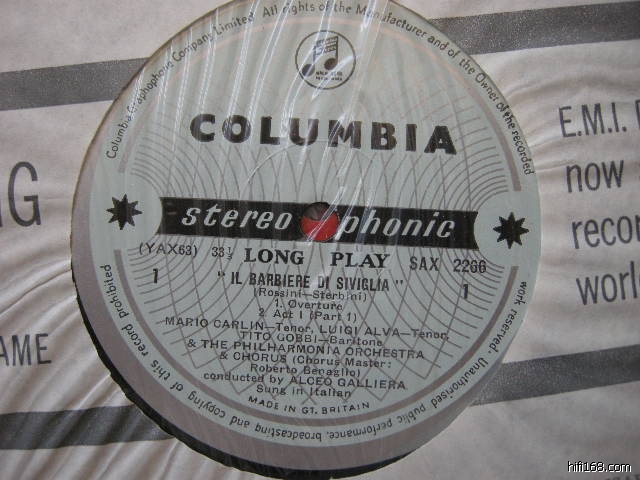 Columbia Graphophone Company Limited. All rights of the Manufacturer and of the Owner of the recorded
work reserved. Unauthorised public performance, broadcasting and copying of this record prohibited
COLUMBIA
stereophonic
(YAX63) 33⅓ LONG PLAY SAX 2266
1 "IL BARBIERE DI SIVIGLIA" 1
(Rossini—Sterbini)
1. Overture
2. Act I (Part 1)
MARIO CARLIN—Tenor, LUIGI ALVA—Tenor,
TITO GOBBI—Baritone
& THE PHILHARMONIA ORCHESTRA
& CHORUS (Chorus Master:
Roberto Benaglio)
conducted by ALCEO GALLIERA
Sung in Italian
MADE IN GT. BRITAIN
G
AME
E.M.I.
now
recor
world
hifi168.com